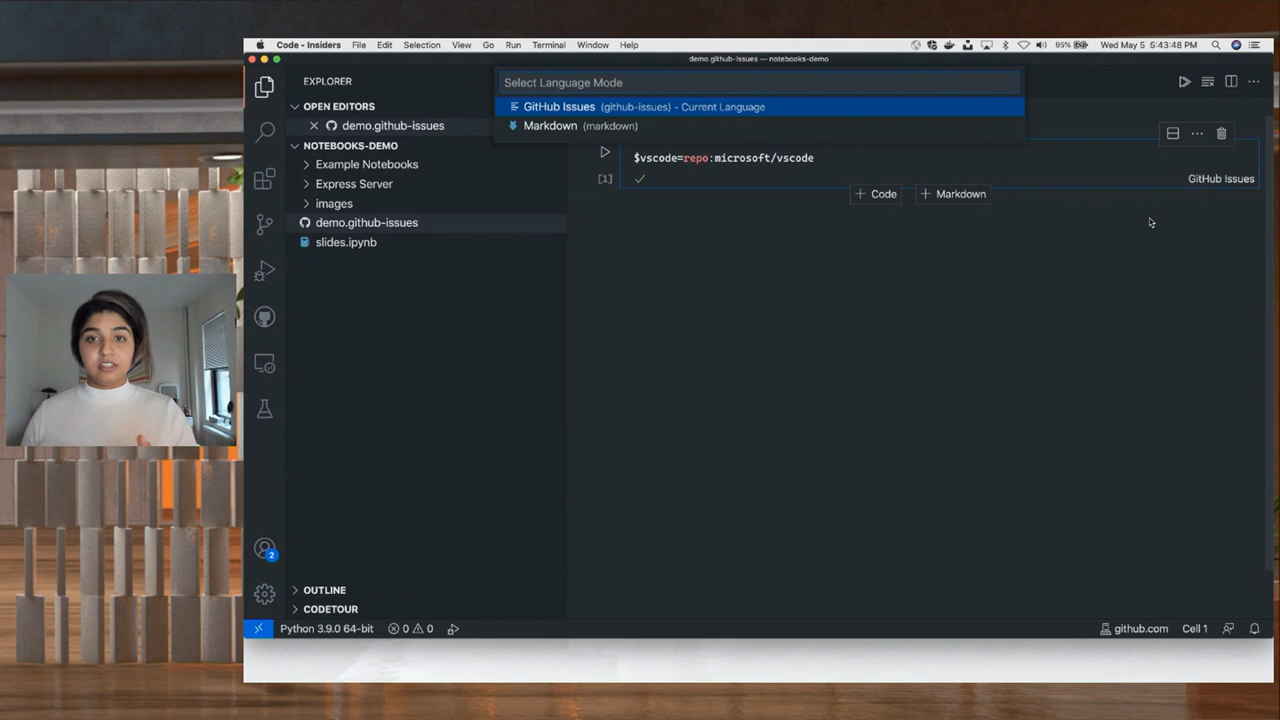 Code - Insiders File Edit Selection View Go Run Terminal Window Help 95% Wed May 5 5:43:48 PM
demo.github-issues — notebooks-demo
EXPLORER
Select Language Mode
OPEN EDITORS
GitHub Issues (github-issues) - Current Language
demo.github-issues
Markdown (markdown)
NOTEBOOKS-DEMO
Example Notebooks
Express Server
images
demo.github-issues
slides.ipynb
$vscode=repo:microsoft/vscode
[1]
GitHub Issues
Code
Markdown
2
OUTLINE
CODETOUR
Python 3.9.0 64-bit 0 0 github.com Cell 1